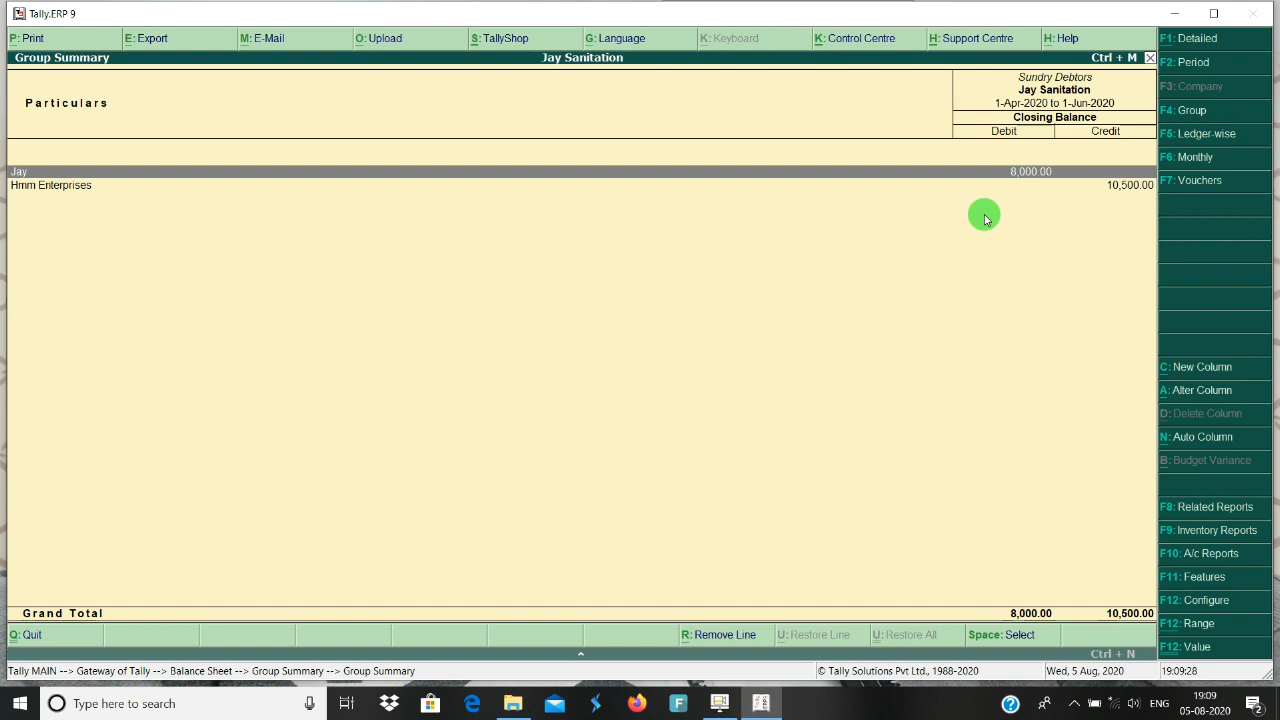 Tally.ERP 9
P: Print E: Export M: E-Mail O: Upload S: TallyShop G: Language K: Keyboard K: Control Centre H: Support Centre H: Help
Group Summary Jay Sanitation Ctrl + M
Particulars
Sundry Debtors
Jay Sanitation
1-Apr-2020 to 1-Jun-2020
Closing Balance
Debit Credit
Jay 8,000.00
Hmm Enterprises 10,500.00
Grand Total 8,000.00 10,500.00
F1: Detailed
F2: Period
F3: Company
F4: Group
F5: Ledger-wise
F6: Monthly
F7: Vouchers
C: New Column
A: Alter Column
D: Delete Column
N: Auto Column
B: Budget Variance
F8: Related Reports
F9: Inventory Reports
F10: A/c Reports
F11: Features
F12: Configure
F12: Range
F12: Value
Q: Quit R: Remove Line U: Restore Line U: Restore All Space: Select
Ctrl + N
Tally MAIN --> Gateway of Tally --> Balance Sheet --> Group Summary --> Group Summary © Tally Solutions Pvt Ltd., 1988-2020 Wed, 5 Aug, 2020 19:09:28
Type here to search ENG 19:09
05-08-2020 2